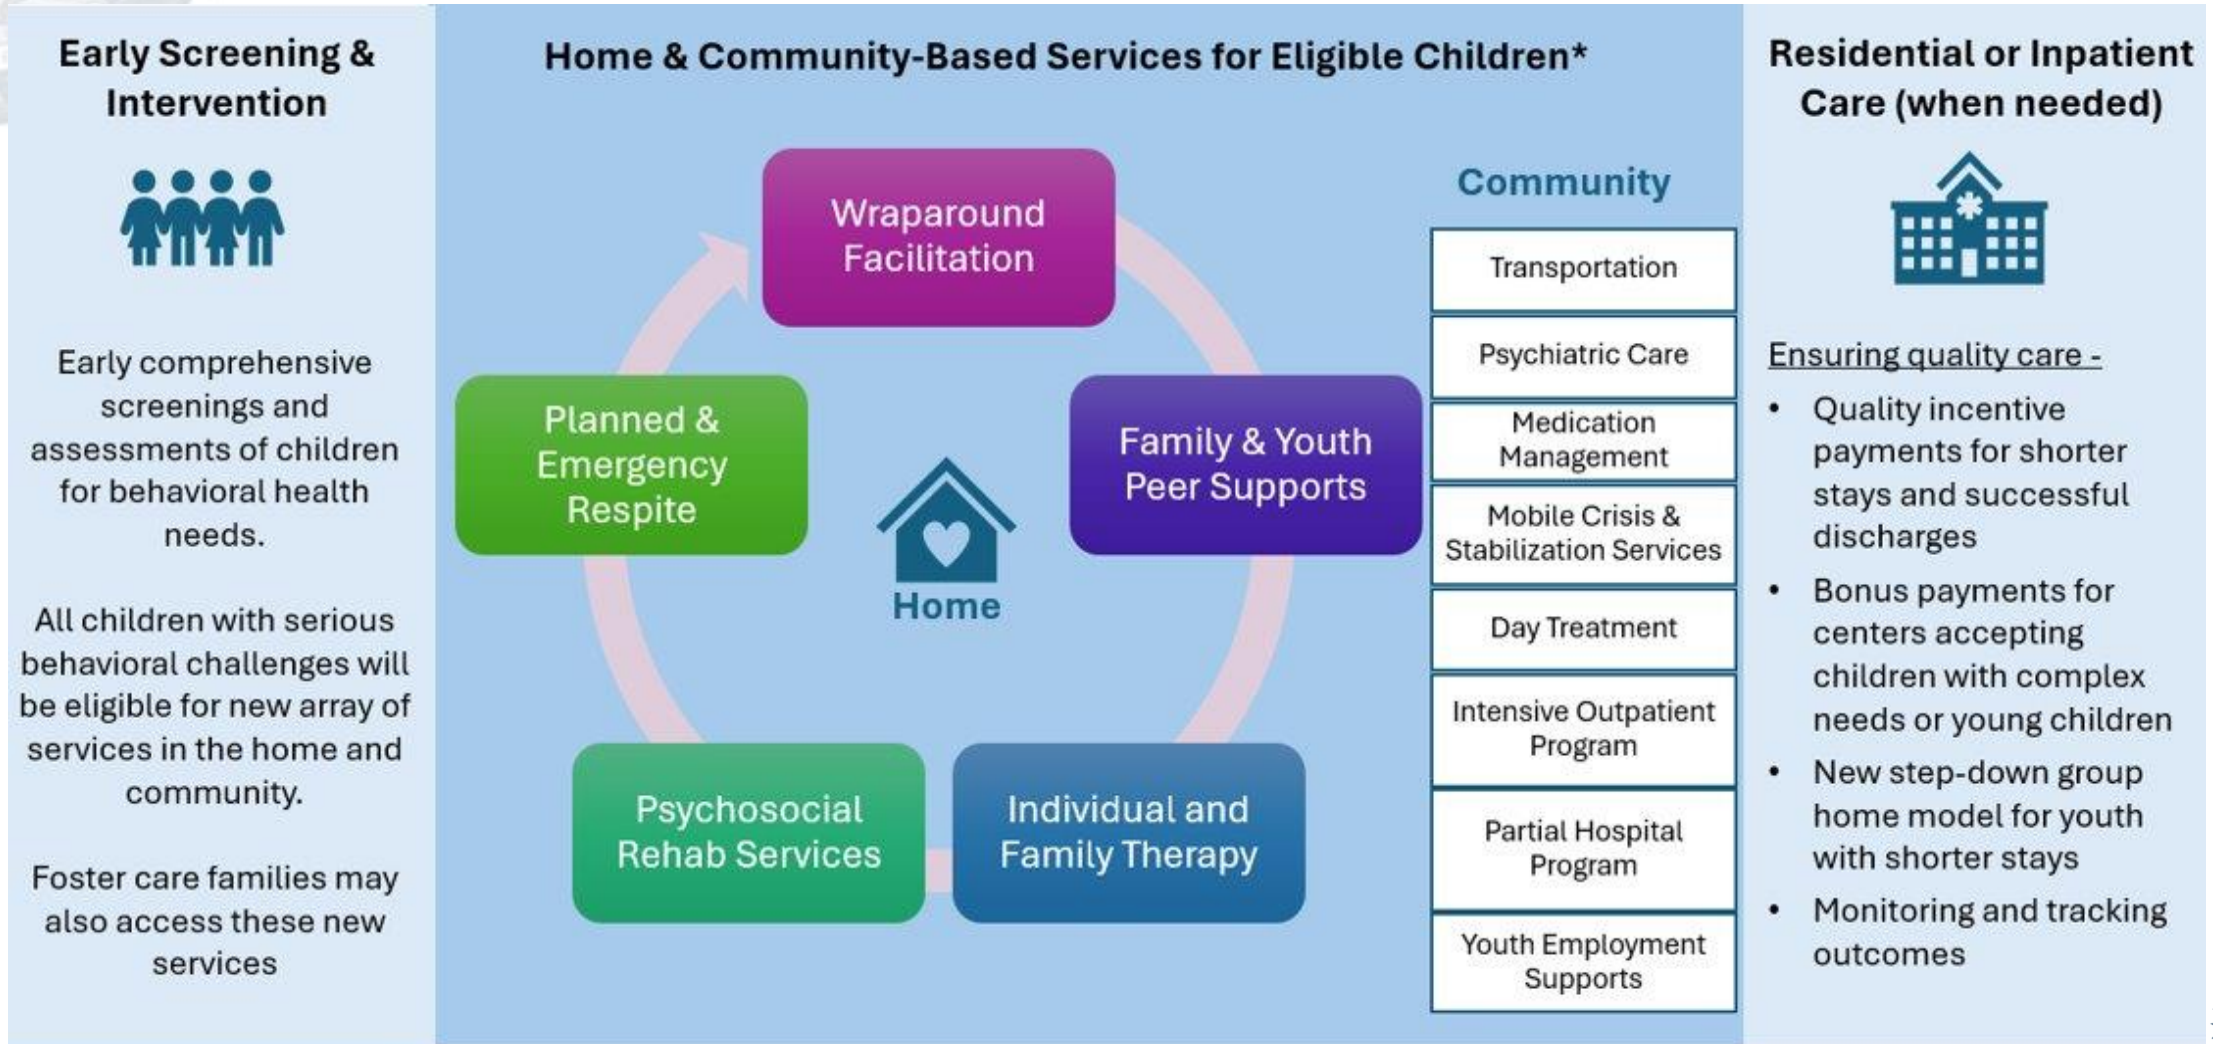 Early Screening &
Intervention
Early comprehensive
screenings and
assessments of children
for behavioral health
needs.
All children with serious
behavioral challenges will
be eligible for new array of
services in the home and
community.
Foster care families may
also access these new
services
Home & Community-Based Services for Eligible Children*
Wraparound
Facilitation
Family & Youth
Peer Supports
Individual and
Family Therapy
Psychosocial
Rehab Services
Planned &
Emergency
Respite
Home
Community
Transportation
Psychiatric Care
Medication
Management
Mobile Crisis &
Stabilization Services
Day Treatment
Intensive Outpatient
Program
Partial Hospital
Program
Youth Employment
Supports
Residential or Inpatient
Care (when needed)
Ensuring quality care -
• Quality incentive
payments for shorter
stays and successful
discharges
• Bonus payments for
centers accepting
children with complex
needs or young children
• New step-down group
home model for youth
with shorter stays
• Monitoring and tracking
outcomes